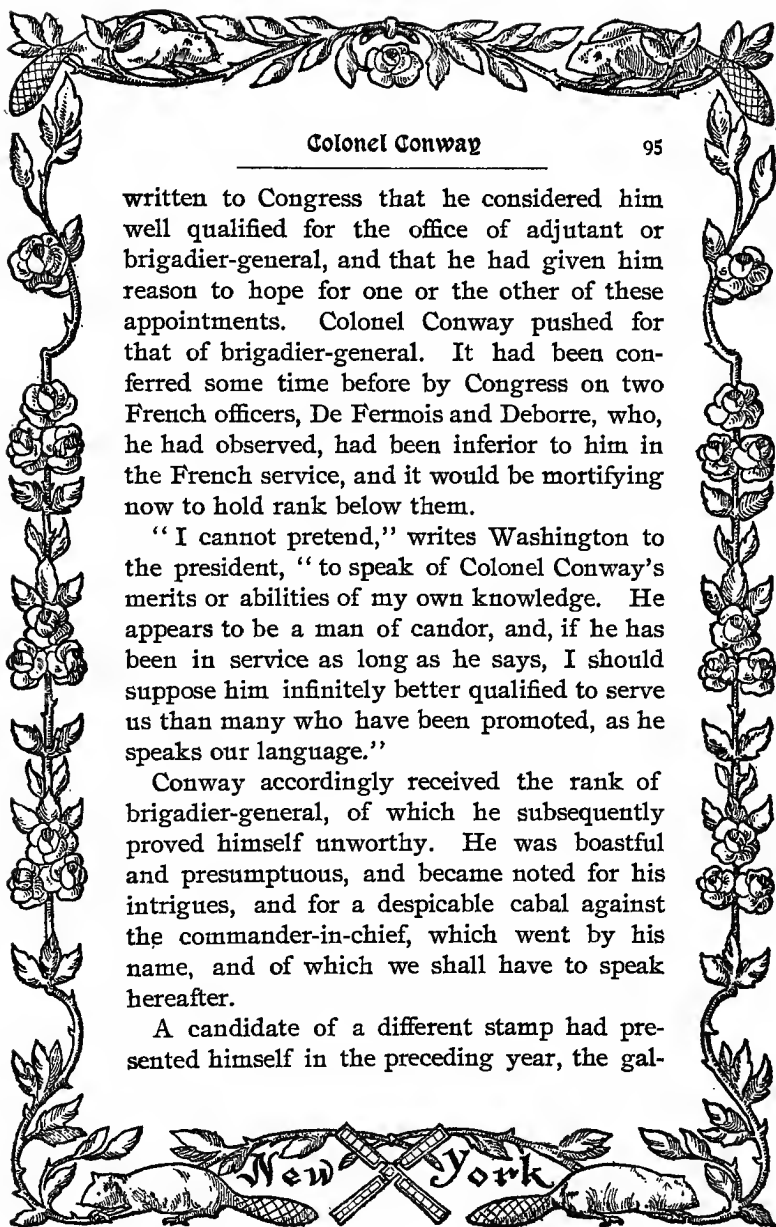 Colonel Conway 95
written to Congress that he considered him
well qualified for the office of adjutant or
brigadier-general, and that he had given him
reason to hope for one or the other of these
appointments. Colonel Conway pushed for
that of brigadier-general. It had been con-
ferred some time before by Congress on two
French officers, De Fermois and Deborre, who,
he had observed, had been inferior to him in
the French service, and it would be mortifying
now to hold rank below them.
"I cannot pretend," writes Washington to
the president, "to speak of Colonel Conway's
merits or abilities of my own knowledge. He
appears to be a man of candor, and, if he has
been in service as long as he says, I should
suppose him infinitely better qualified to serve
us than many who have been promoted, as he
speaks our language."
Conway accordingly received the rank of
brigadier-general, of which he subsequently
proved himself unworthy. He was boastful
and presumptuous, and became noted for his
intrigues, and for a despicable cabal against
the commander-in-chief, which went by his
name, and of which we shall have to speak
hereafter.
A candidate of a different stamp had pre-
sented himself in the preceding year, the gal-
New York